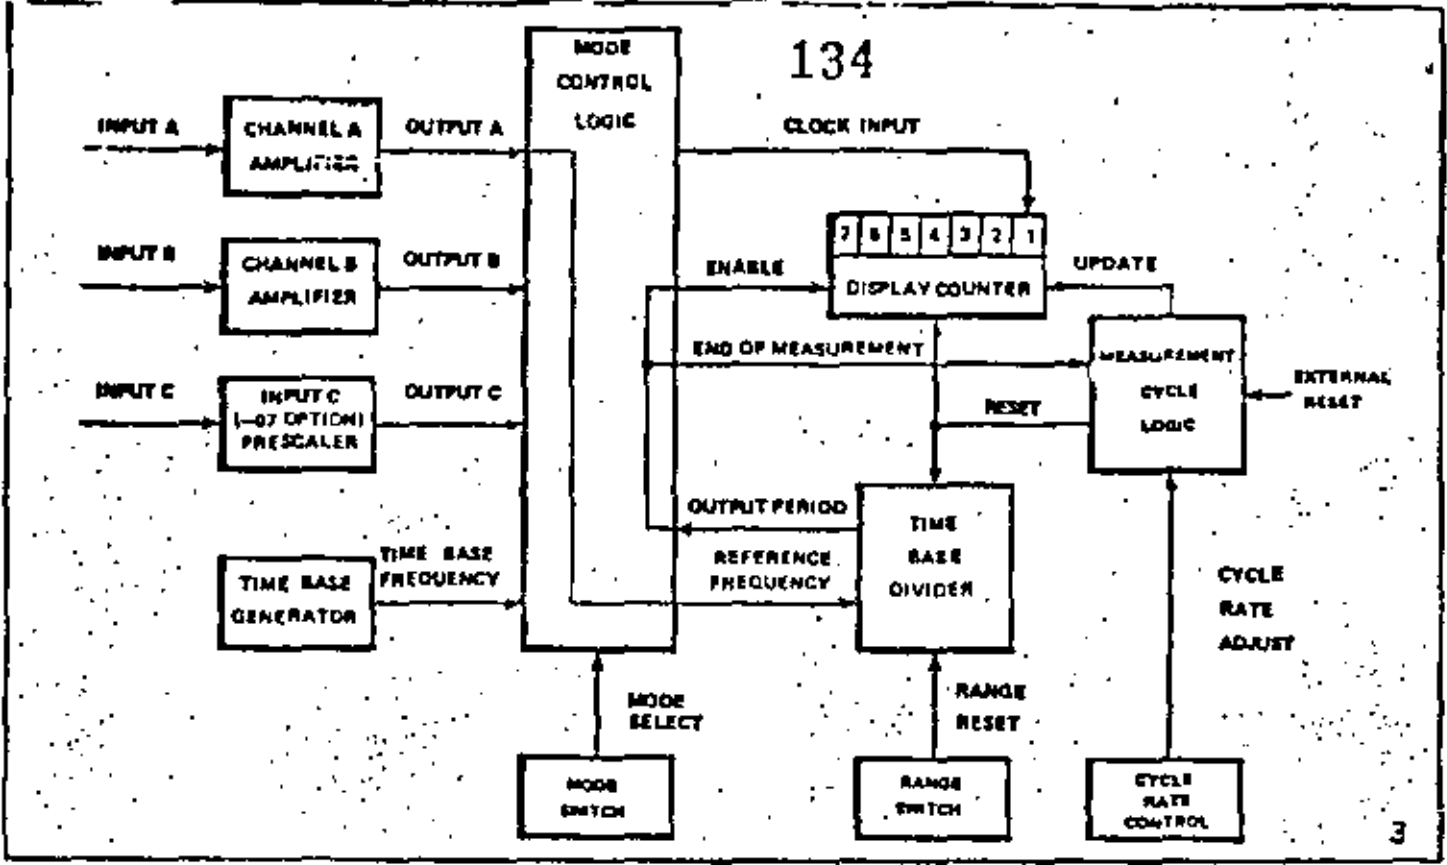 134
MODE
CONTROL
LOGIC
INPUT A
CHANNEL A
AMPLIFIER
OUTPUT A
CLOCK INPUT
INPUT B
CHANNEL B
AMPLIFIER
OUTPUT B
ENABLE
7 6 5 4 3 2 1
DISPLAY COUNTER
UPDATE
END OF MEASUREMENT
MEASUREMENT
CYCLE
LOGIC
EXTERNAL
RESET
RESET
INPUT C
INPUT C
(-07 OPTION)
PRESCALER
OUTPUT C
OUTPUT PERIOD
TIME
BASE
DIVIDER
REFERENCE
FREQUENCY
TIME BASE
GENERATOR
TIME BASE
FREQUENCY
CYCLE
RATE
ADJUST
MODE
SELECT
RANGE
RESET
MODE
SWITCH
RANGE
SWITCH
CYCLE
RATE
CONTROL
3